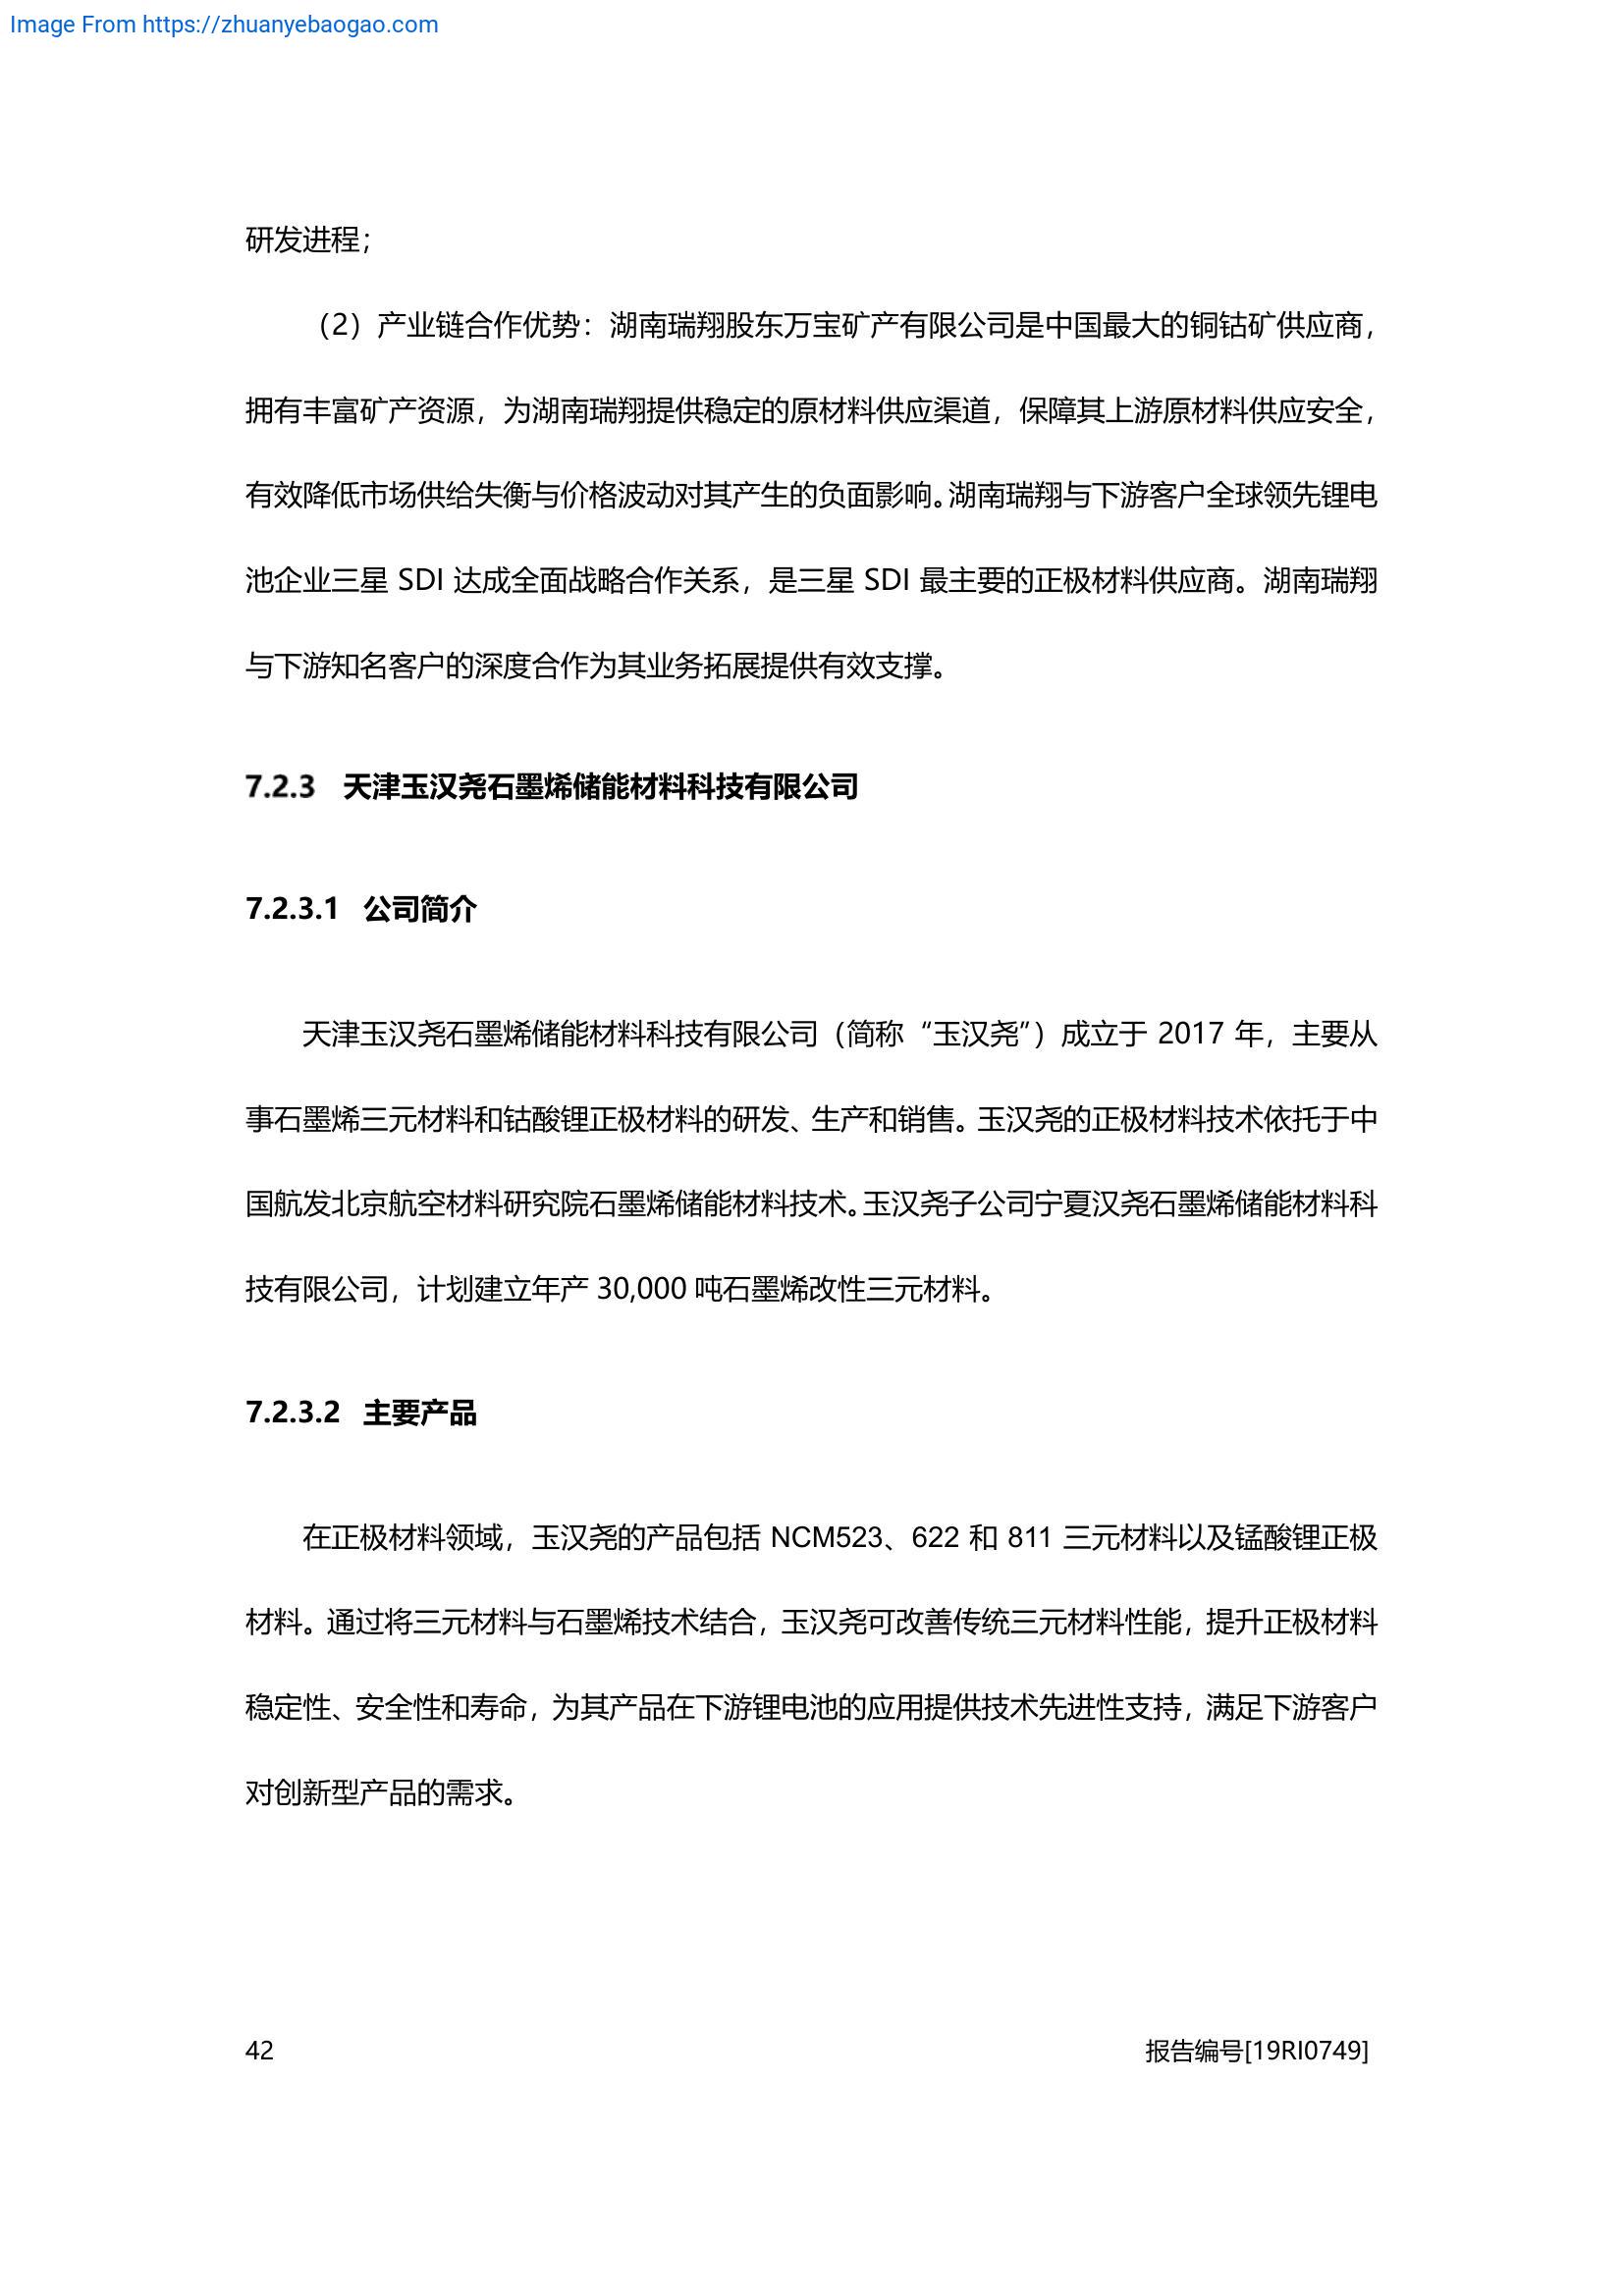 Image From https://zhuanyebaogao.com
研发进程；
（2）产业链合作优势：湖南瑞翔股东万宝矿产有限公司是中国最大的铜钴矿供应商，
拥有丰富矿产资源，为湖南瑞翔提供稳定的原材料供应渠道，保障其上游原材料供应安全，
有效降低市场供给失衡与价格波动对其产生的负面影响。湖南瑞翔与下游客户全球领先锂电
池企业三星 SDI 达成全面战略合作关系，是三星 SDI 最主要的正极材料供应商。湖南瑞翔
与下游知名客户的深度合作为其业务拓展提供有效支撑。
7.2.3 天津玉汉尧石墨烯储能材料科技有限公司
7.2.3.1 公司简介
天津玉汉尧石墨烯储能材料科技有限公司（简称“玉汉尧”）成立于 2017 年，主要从
事石墨烯三元材料和钴酸锂正极材料的研发、生产和销售。玉汉尧的正极材料技术依托于中
国航发北京航空材料研究院石墨烯储能材料技术。玉汉尧子公司宁夏汉尧石墨烯储能材料科
技有限公司，计划建立年产 30,000 吨石墨烯改性三元材料。
7.2.3.2 主要产品
在正极材料领域，玉汉尧的产品包括 NCM523、622 和 811 三元材料以及锰酸锂正极
材料。通过将三元材料与石墨烯技术结合，玉汉尧可改善传统三元材料性能，提升正极材料
稳定性、安全性和寿命，为其产品在下游锂电池的应用提供技术先进性支持，满足下游客户
对创新型产品的需求。
42 报告编号[19RI0749]